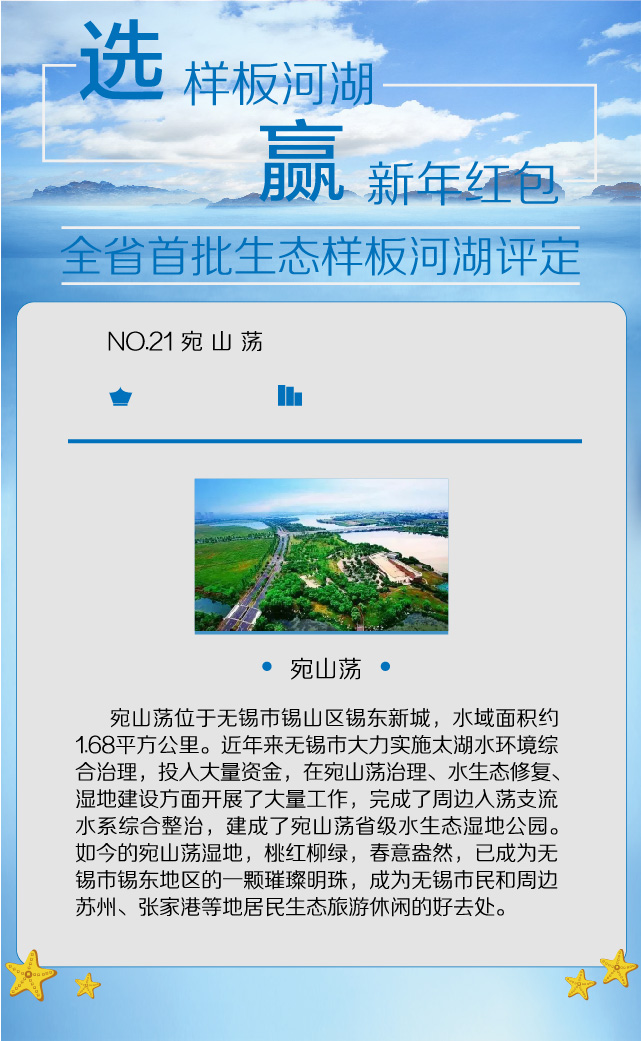 选 样板河湖
赢 新年红包
全省首批生态样板河湖评定
NO.21 宛 山 荡
宛山荡
宛山荡位于无锡市锡山区锡东新城，水域面积约
1.68平方公里。近年来无锡市大力实施太湖水环境综
合治理，投入大量资金，在宛山荡治理、水生态修复、
湿地建设方面开展了大量工作，完成了周边入荡支流
水系综合整治，建成了宛山荡省级水生态湿地公园。
如今的宛山荡湿地，桃红柳绿，春意盎然，已成为无
锡市锡东地区的一颗璀璨明珠，成为无锡市民和周边
苏州、张家港等地居民生态旅游休闲的好去处。